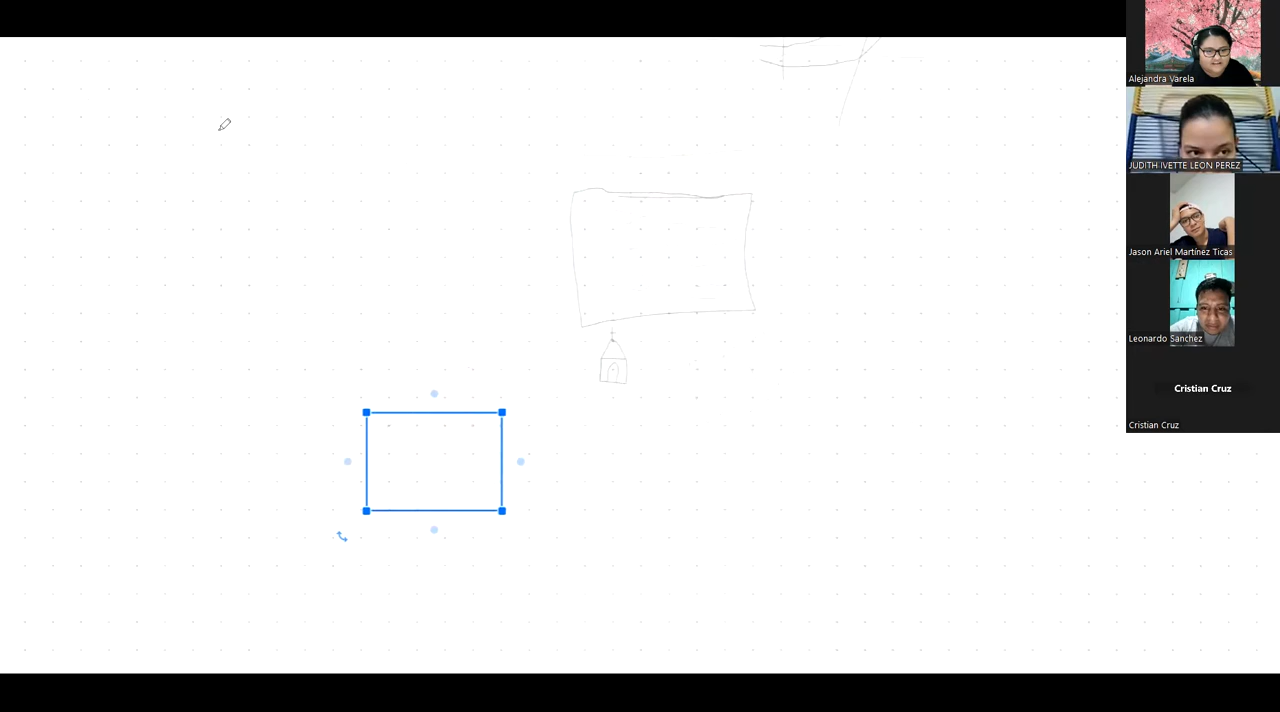 Alejandra Varela
JUDITH IVETTE LEON PEREZ
Jason Ariel Martínez Ticas
Leonardo Sanchez
Cristian Cruz
Cristian Cruz